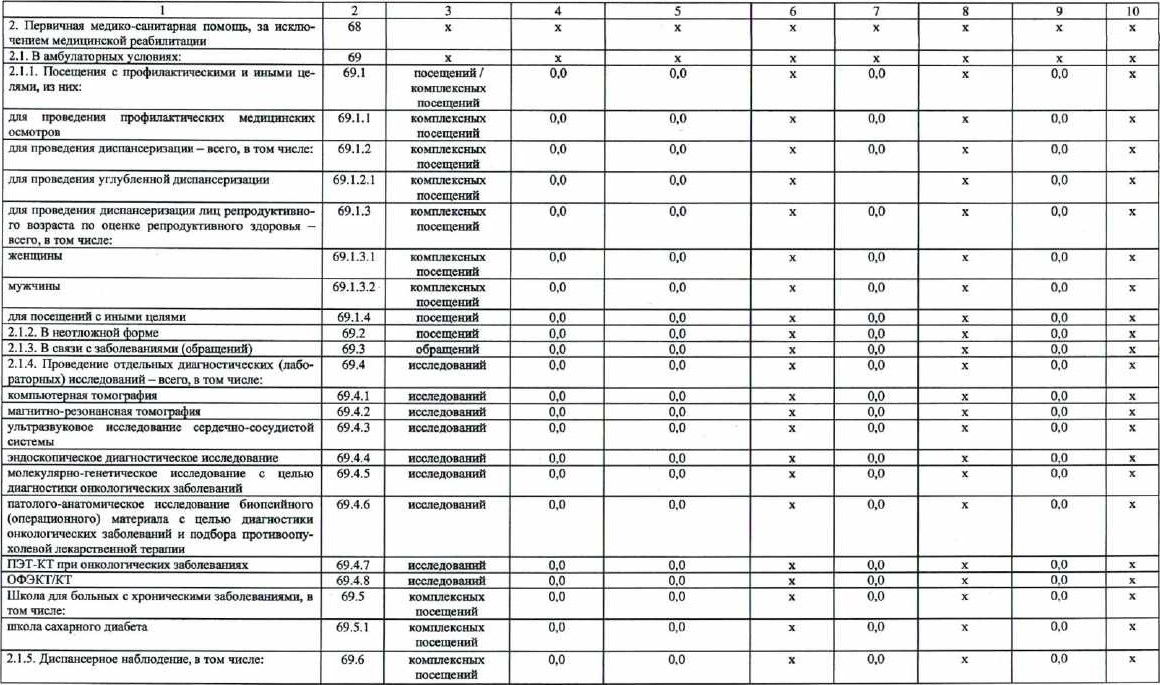 1 2 3 4 5 6 7 8 9 10
2. Первичная медико-санитарная помощь, за исклю- 68 х х х х х х х х
чением медицинской реабилитации
2.1. В амбулаторных условиях: 69 х х х х х х х х
2.1.1. Посещения с профилактическими и иными це- 69.1 посещений / 0,0 0,0 х 0,0 х 0,0 х
лями, из них: комплексных
посещений
для проведения профилактических медицинских 69.1.1 комплексных 0,0 0,0 х 0,0 х 0,0 х
осмотров посещений
для проведения диспансеризации – всего, в том числе: 69.1.2 комплексных 0,0 0,0 х 0,0 х 0,0 х
посещений
для проведения углубленной диспансеризации 69.1.2.1 комплексных 0,0 0,0 х х 0,0 х
посещений
для проведения диспансеризации лиц репродуктивно- 69.1.3 комплексных 0,0 0,0 х 0,0 х 0,0 х
го возраста по оценке репродуктивного здоровья – посещений
всего, в том числе:
женщины 69.1.3.1 комплексных 0,0 0,0 х 0,0 х 0,0 х
посещений
мужчины 69.1.3.2 комплексных 0,0 0,0 х 0,0 х 0,0 х
посещений
для посещений с иными целями 69.1.4 посещений 0,0 0,0 х 0,0 х 0,0 х
2.1.2. В неотложной форме 69.2 посещений 0,0 0,0 х 0,0 х 0,0 х
2.1.3. В связи с заболеваниями (обращений) 69.3 обращений 0,0 0,0 х 0,0 х 0,0 х
2.1.4. Проведение отдельных диагностических (лабо- 69.4 исследований 0,0 0,0 х 0,0 х 0,0 х
раторных) исследований – всего, в том числе:
компьютерная томография 69.4.1 исследований 0,0 0,0 х 0,0 х 0,0 х
магнитно-резонансная томография 69.4.2 исследований 0,0 0,0 х 0,0 х 0,0 х
ультразвуковое исследование сердечно-сосудистой 69.4.3 исследований 0,0 0,0 х 0,0 х 0,0 х
системы
эндоскопическое диагностическое исследование 69.4.4 исследований 0,0 0,0 х 0,0 х 0,0 х
молекулярно-генетическое исследование с целью 69.4.5 исследований 0,0 0,0 х 0,0 х 0,0 х
диагностики онкологических заболеваний
патолого-анатомическое исследование биопсийного 69.4.6 исследований 0,0 0,0 х 0,0 х 0,0 х
(операционного) материала с целью диагностики
онкологических заболеваний и подбора противоопу-
холевой лекарственной терапии
ПЭТ-КТ при онкологических заболеваниях 69.4.7 исследований 0,0 0,0 х 0,0 х 0,0 х
ОФЭКТ/КТ 69.4.8 исследований 0,0 0,0 х 0,0 х 0,0 х
Школа для больных с хроническими заболеваниями, в 69.5 комплексных 0,0 0,0 х 0,0 х 0,0 х
том числе: посещений
школа сахарного диабета 69.5.1 комплексных 0,0 0,0 х 0,0 х 0,0 х
посещений
2.1.5. Диспансерное наблюдение, в том числе: 69.6 комплексных 0,0 0,0 х 0,0 х 0,0 х
посещений